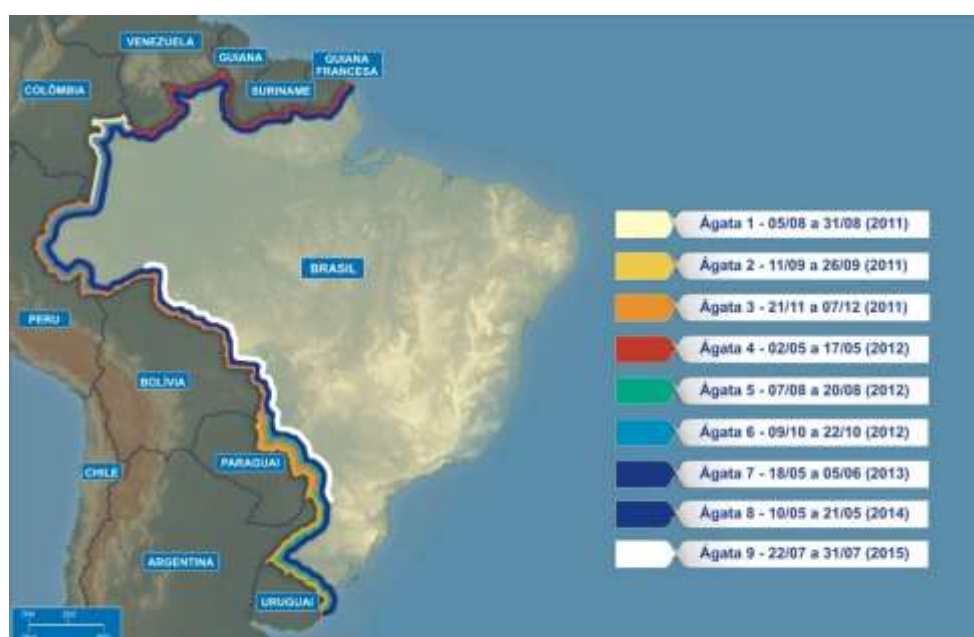 VENEZUELA
GUIANA
GUIANA
FRANCESA
COLÔMBIA
SURINAME
BRASIL
PERU
BOLÍVIA
PARAGUAI
CHILE
ARGENTINA
URUGUAI
Ágata 1 - 05/08 a 31/08 (2011)
Ágata 2 - 11/09 a 26/09 (2011)
Ágata 3 - 21/11 a 07/12 (2011)
Ágata 4 - 02/05 a 17/05 (2012)
Ágata 5 - 07/08 a 20/08 (2012)
Ágata 6 - 09/10 a 22/10 (2012)
Ágata 7 - 18/05 a 05/06 (2013)
Ágata 8 - 10/05 a 21/05 (2014)
Ágata 9 - 22/07 a 31/07 (2015)